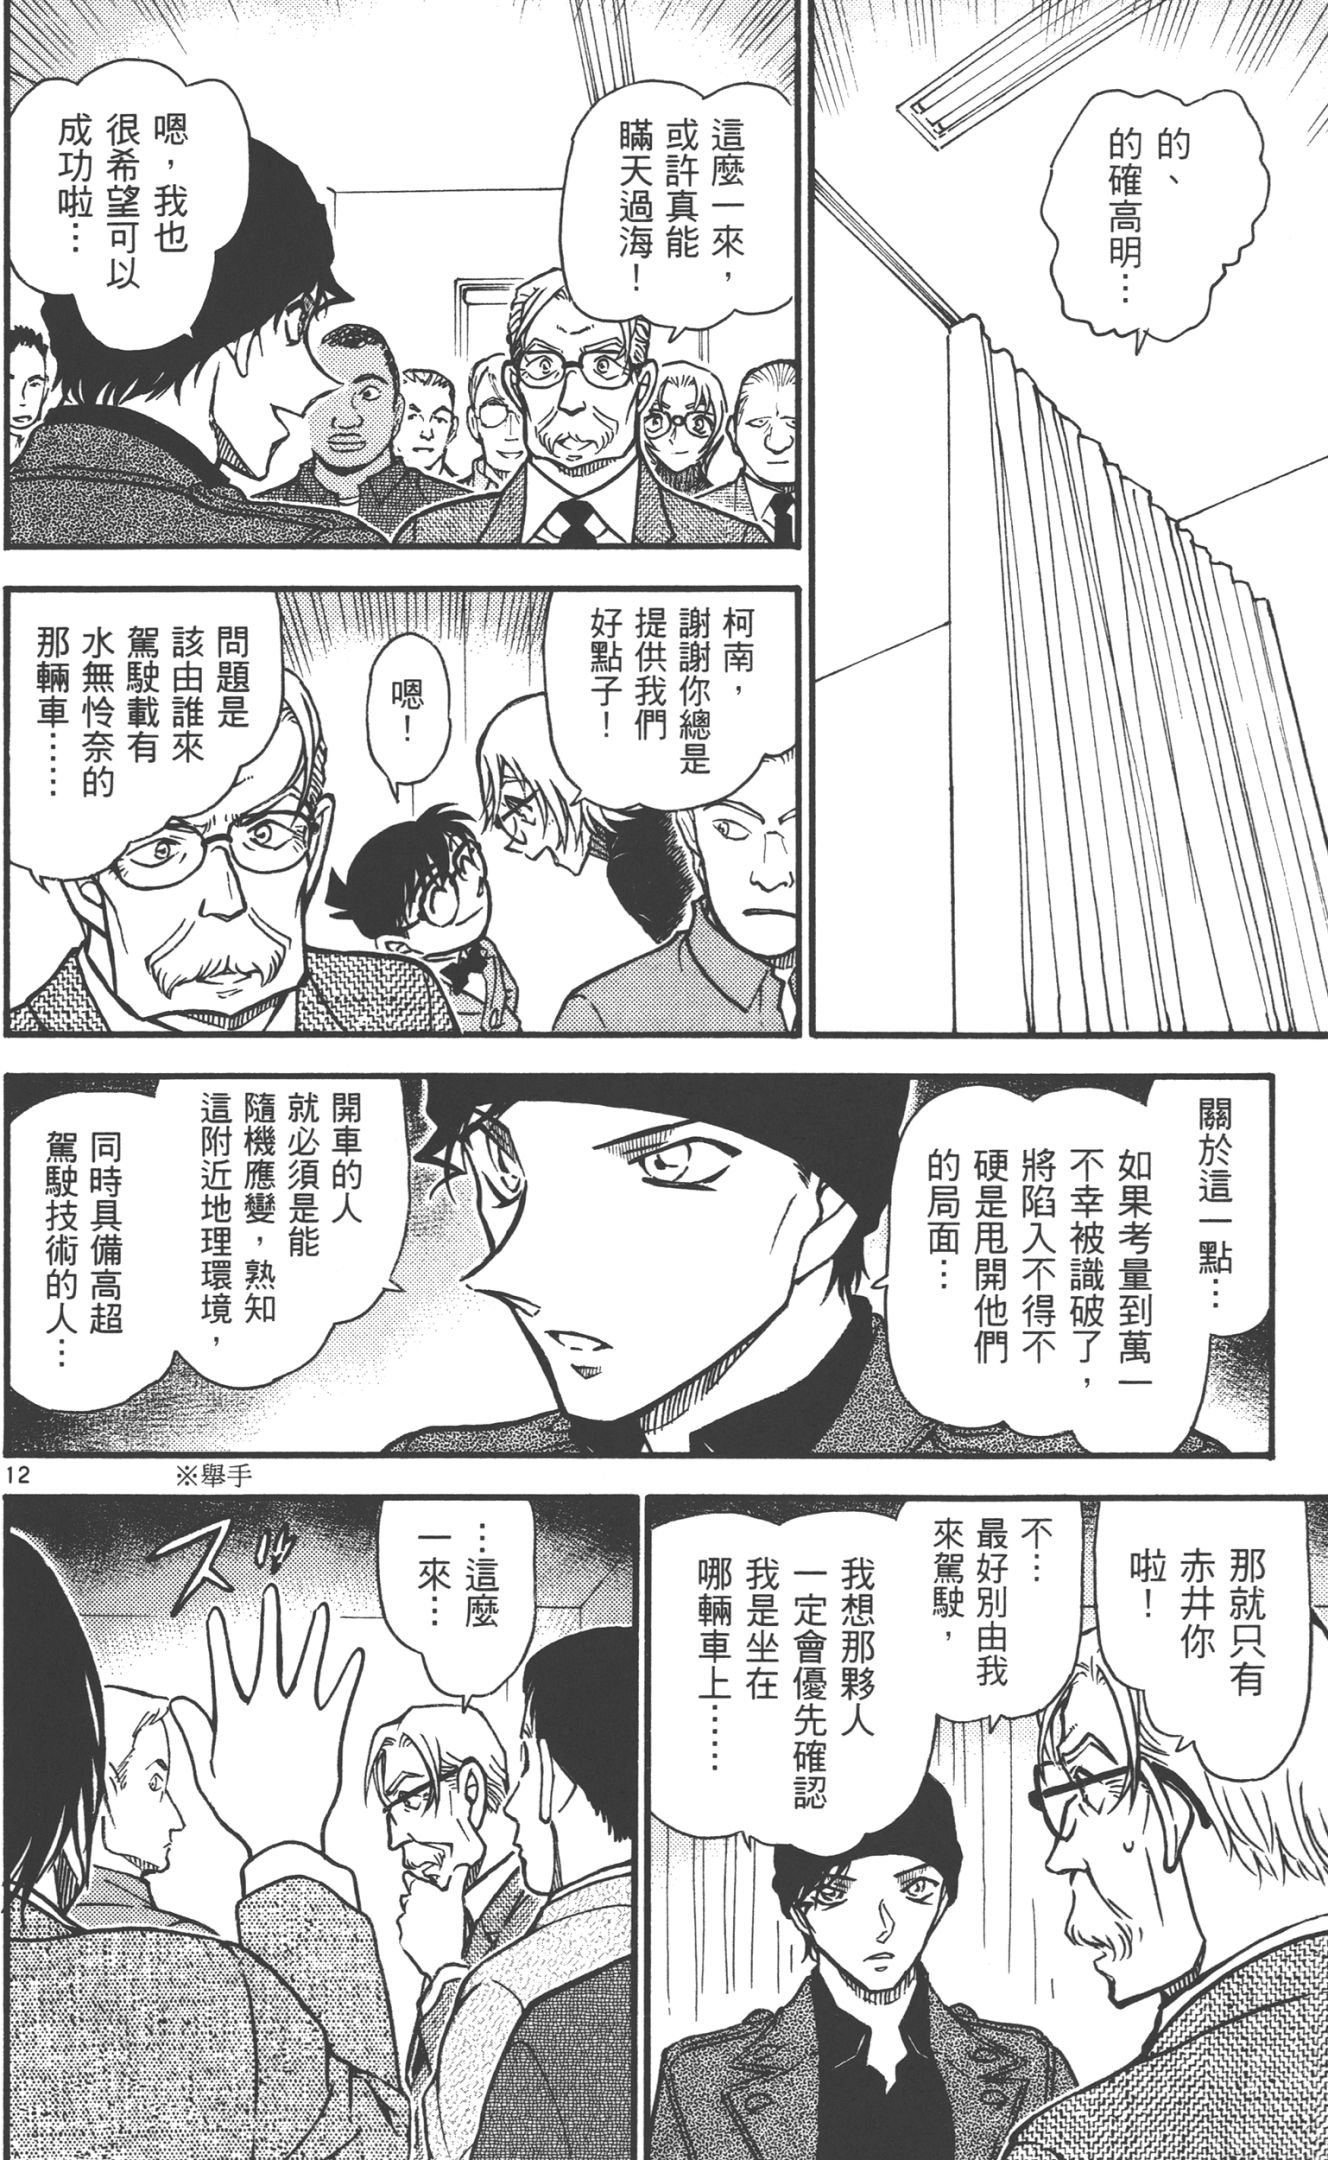 的、
的確高明…
這麼一來，
或許真能
瞞天過海！
嗯，我也
很希望可以
成功啦…
柯南，
謝謝你總是
提供我們
好點子！
嗯！
問題是
該由誰來
駕駛載有
水無怜奈的
那輛車……
關於這一點…
如果考量到萬一
不幸被識破了，
將陷入不得不
硬是甩開他們
的局面…
開車的人
就必須是能
隨機應變，熟知
這附近地理環境，
同時具備高超
駕駛技術的人…
12
※舉手
那就只有
赤井你
啦！
不…
最好別由我
來駕駛，
我想那夥人
一定會優先確認
我是坐在
哪輛車上……
…這麼
一來…
スッ